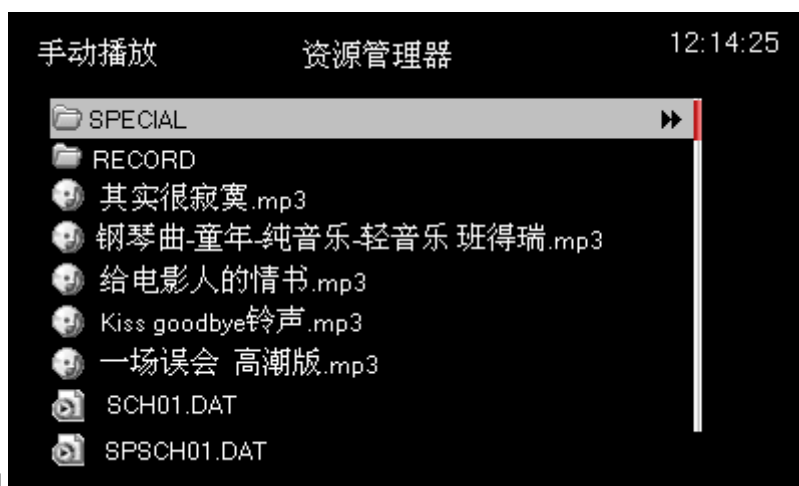 手动播放 资源管理器 12:14:25
SPECIAL
RECORD
其实很寂寞.mp3
钢琴曲-童年-纯音乐-轻音乐 班得瑞.mp3
给电影人的情书.mp3
Kiss goodbye铃声.mp3
一场误会 高潮版.mp3
SCH01.DAT
SPSCH01.DAT